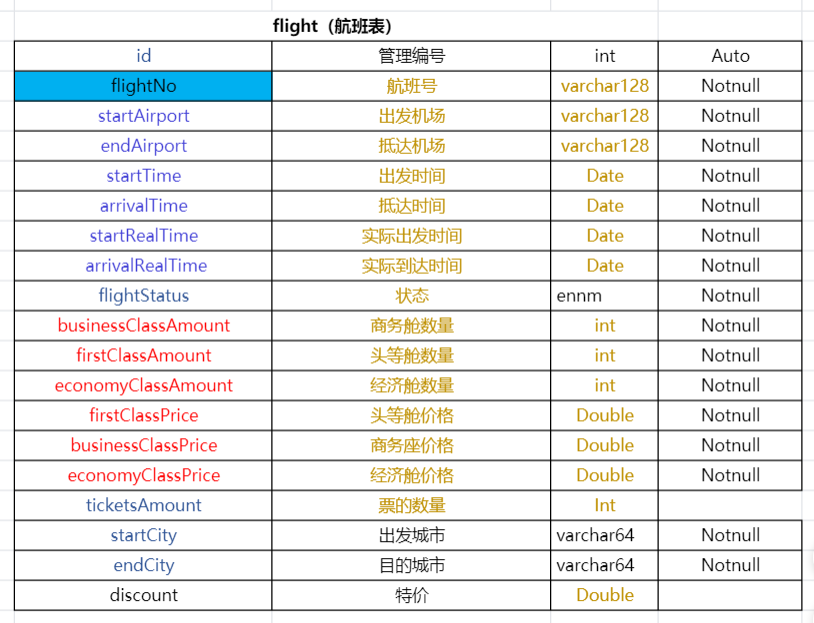 flight（航班表）
id 管理编号 int Auto
flightNo 航班号 varchar128 Notnull
startAirport 出发机场 varchar128 Notnull
endAirport 抵达机场 varchar128 Notnull
startTime 出发时间 Date Notnull
arrivalTime 抵达时间 Date Notnull
startRealTime 实际出发时间 Date Notnull
arrivalRealTime 实际到达时间 Date Notnull
flightStatus 状态 ennm Notnull
businessClassAmount 商务舱数量 int Notnull
firstClassAmount 头等舱数量 int Notnull
economyClassAmount 经济舱数量 int Notnull
firstClassPrice 头等舱价格 Double Notnull
businessClassPrice 商务座价格 Double Notnull
economyClassPrice 经济舱价格 Double Notnull
ticketsAmount 票的数量 Int
startCity 出发城市 varchar64 Notnull
endCity 目的城市 varchar64 Notnull
discount 特价 Double